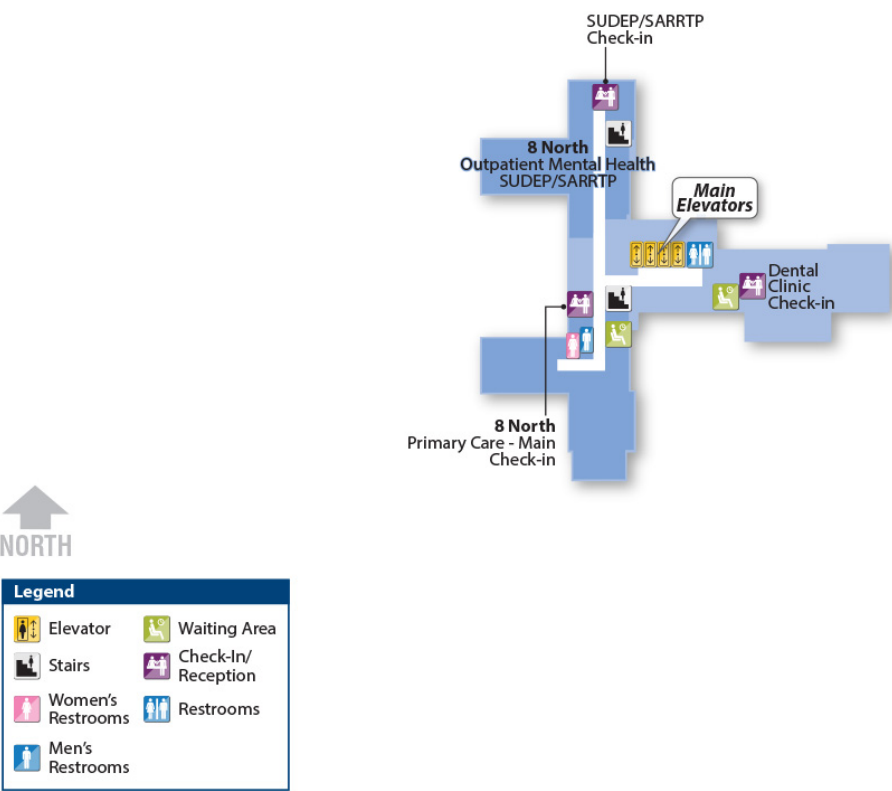 SUDEP/SARRTP
Check-in
8 North
Outpatient Mental Health
SUDEP/SARRTP
Main
Elevators
Dental
Clinic
Check-in
8 North
Primary Care - Main
Check-in
NORTH
Legend
Elevator
Waiting Area
Stairs
Check-In/
Reception
Women's
Restrooms
Restrooms
Men's
Restrooms